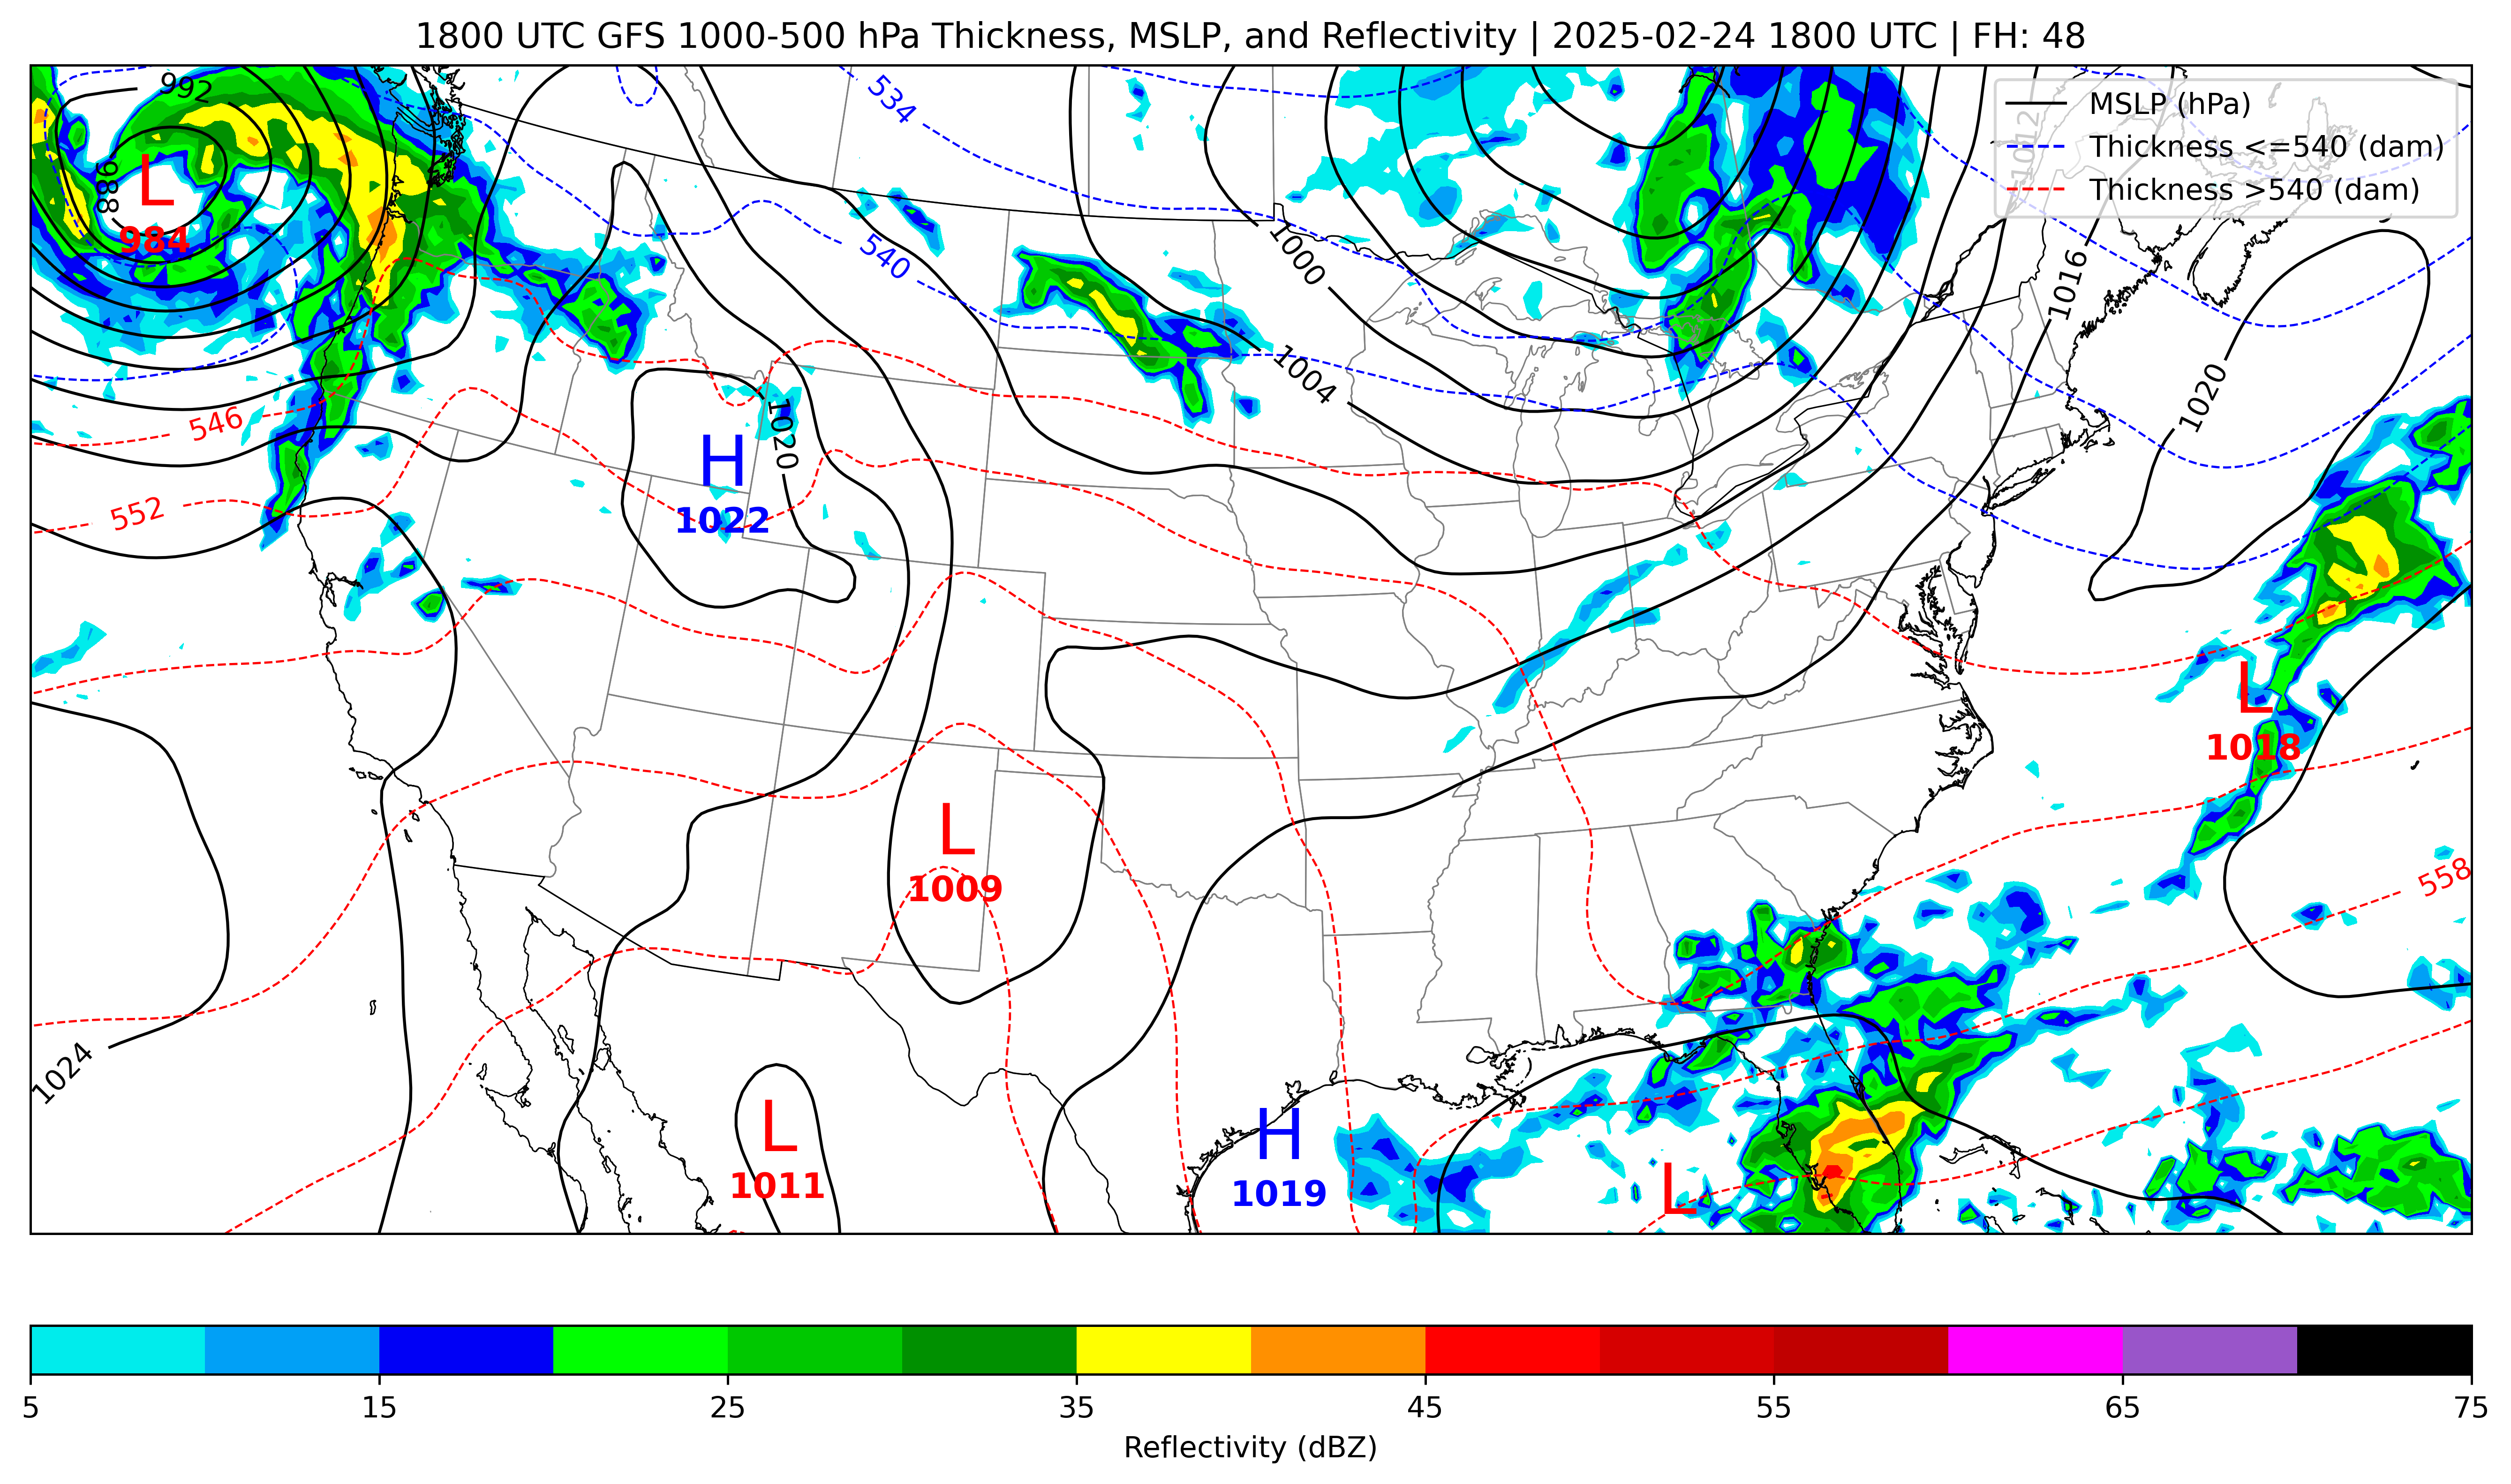 1800 UTC GFS 1000-500 hPa Thickness, MSLP, and Reflectivity | 2025-02-24 1800 UTC | FH: 48
MSLP (hPa)
Thickness <=540 (dam)
Thickness >540 (dam)
992
534
1012
988
L
984
540
1000
1016
1004
1020
546
1020
H
1022
552
L
1018
L
1009
558
1024
L
1011
H
1019
L
5 15 25 35 45 55 65 75
Reflectivity (dBZ)